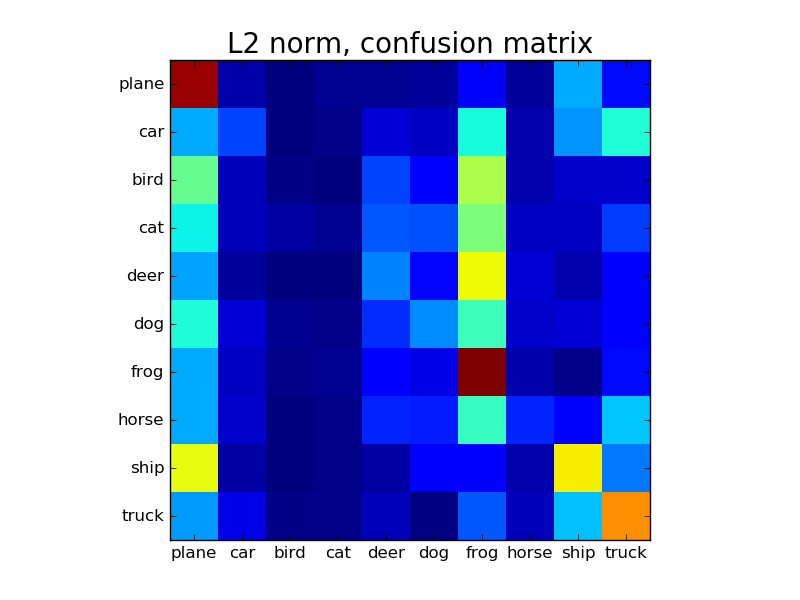 L2 norm, confusion matrix
plane
car
bird
cat
deer
dog
frog
horse
ship
truck
plane car bird cat deer dog frog horse ship truck